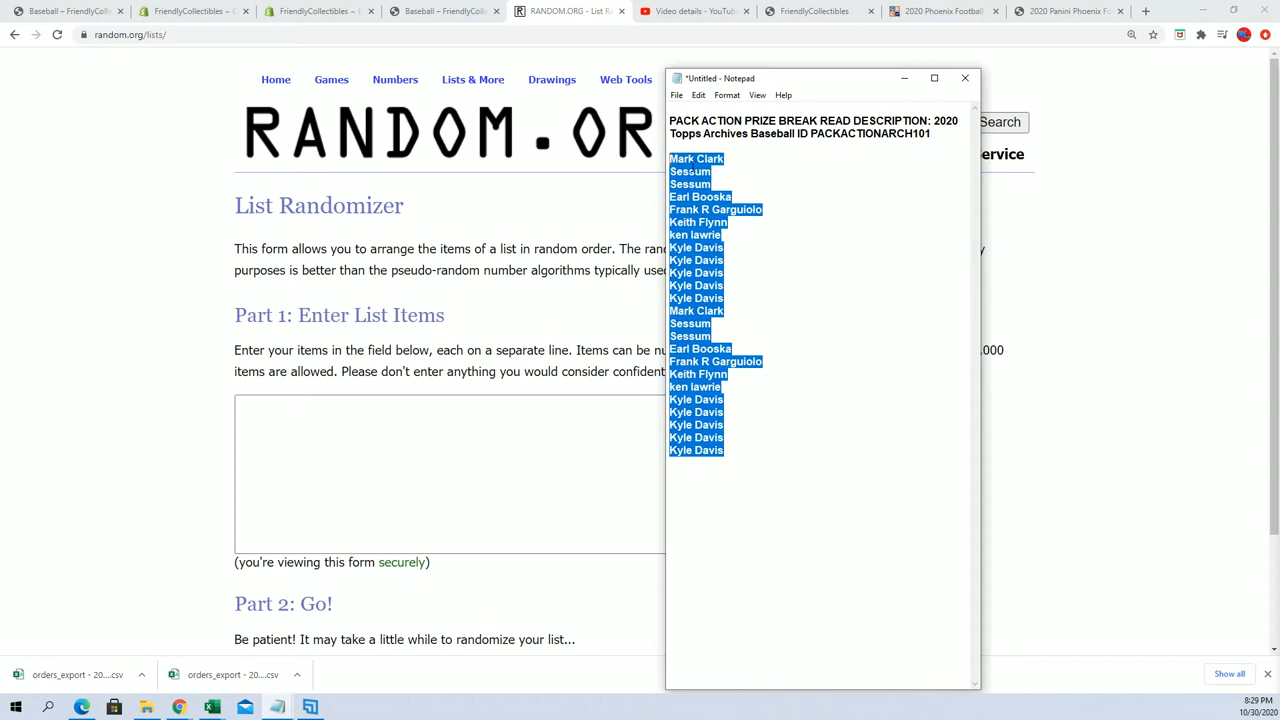 Baseball – FriendlyCollectibles
FriendlyCollectibles –
FriendlyCollectibles –
Baseball – FriendlyCollec
RANDOM.ORG - List R
Video details - YouTube
FriendlyCollectibles
2020 Phoenix Football
2020 Panini Phoenix Fo
random.org/lists/
Home
Games
Numbers
Lists & More
Drawings
Web Tools
RANDOM.OR
Search
ervice
List Randomizer
This form allows you to arrange the items of a list in random order. The ran
y
purposes is better than the pseudo-random number algorithms typically use
Part 1: Enter List Items
Enter your items in the field below, each on a separate line. Items can be nu
,000
items are allowed. Please don't enter anything you would consider confident
(you're viewing this form securely)
Part 2: Go!
Be patient! It may take a little while to randomize your list...
*Untitled - Notepad
File Edit Format View Help
PACK ACTION PRIZE BREAK READ DESCRIPTION: 2020
Topps Archives Baseball ID PACKACTIONARCH101
Mark Clark
Sessum
Sessum
Earl Booska
Frank R Garguiolo
Keith Flynn
ken lawrie
Kyle Davis
Kyle Davis
Kyle Davis
Kyle Davis
Kyle Davis
Mark Clark
Sessum
Sessum
Earl Booska
Frank R Garguiolo
Keith Flynn
ken lawrie
Kyle Davis
Kyle Davis
Kyle Davis
Kyle Davis
Kyle Davis
orders_export - 20....csv
orders_export - 20....csv
Show all
8:29 PM
10/30/2020